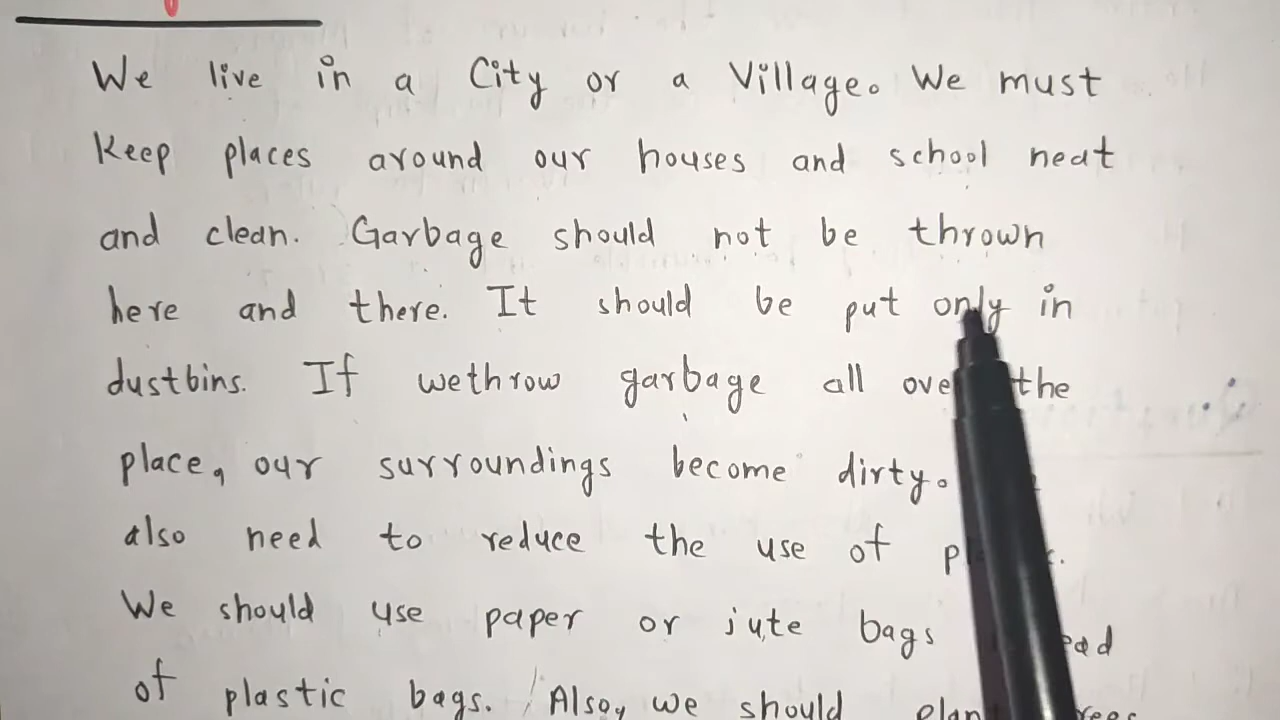 We live in a City or a Village. We must
Keep places around our houses and school neat
and clean. Garbage should not be thrown
here and there. It should be put only in
dustbins. If wethrow garbage all over the
place, our surroundings become dirty.
also need to reduce the use of
We should use paper or jute bags
of plastic bags. Also, we should